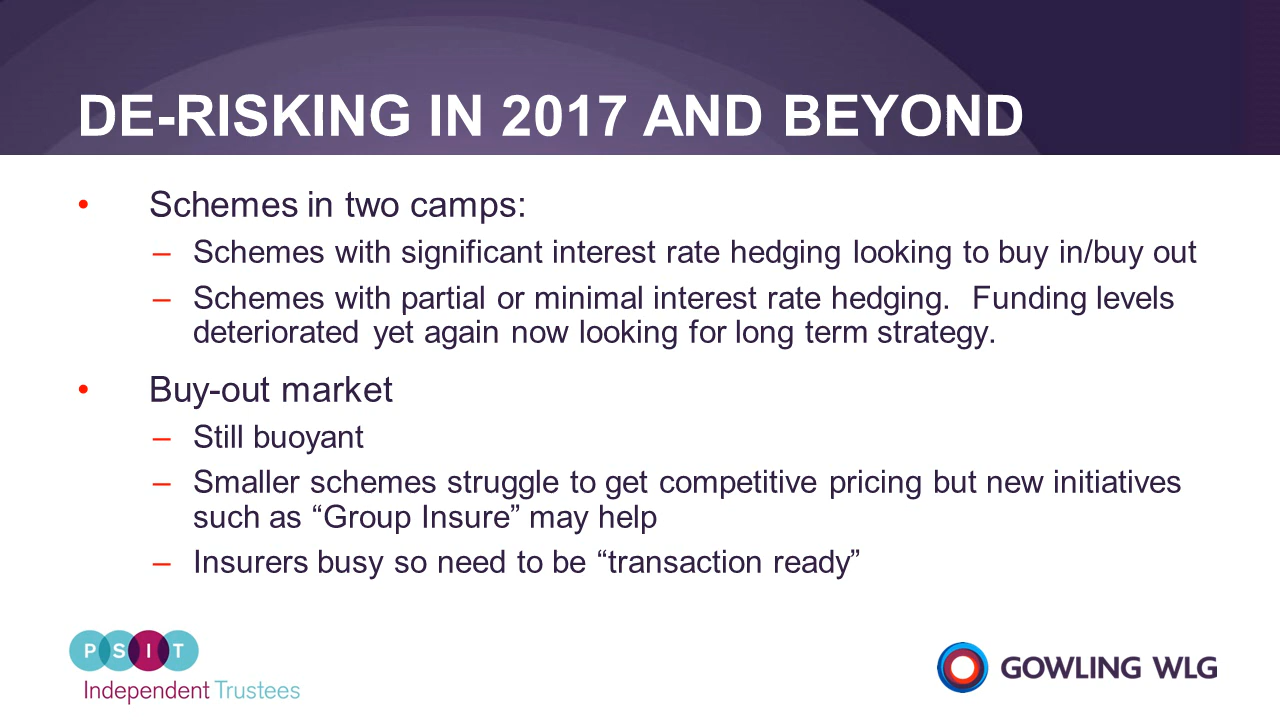 DE-RISKING IN 2017 AND BEYOND
• Schemes in two camps:
– Schemes with significant interest rate hedging looking to buy in/buy out
– Schemes with partial or minimal interest rate hedging.  Funding levels
deteriorated yet again now looking for long term strategy.
• Buy-out market
– Still buoyant
– Smaller schemes struggle to get competitive pricing but new initiatives
such as “Group Insure” may help
– Insurers busy so need to be “transaction ready”
PSIT
Independent Trustees
GOWLING WLG